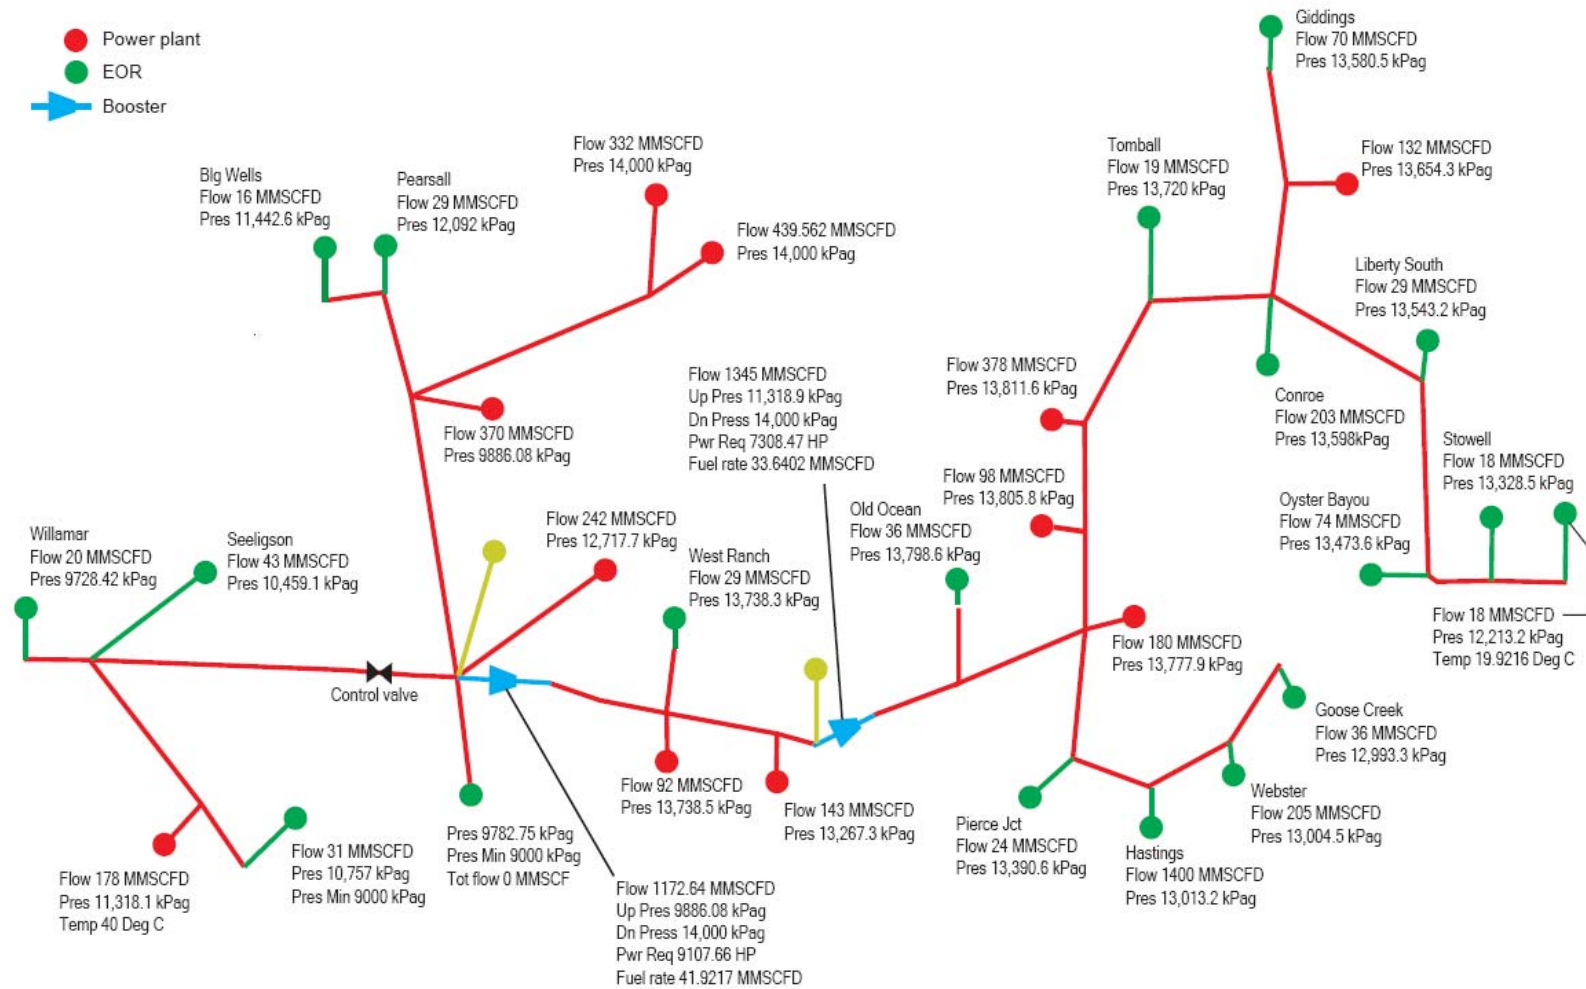 Power plant
EOR
Booster
Giddings
Flow 70 MMSCFD
Pres 13,580.5 kPag
Flow 332 MMSCFD
Pres 14,000 kPag
Tomball
Flow 19 MMSCFD
Pres 13,720 kPag
Flow 132 MMSCFD
Pres 13,654.3 kPag
BIg Wells
Flow 16 MMSCFD
Pres 11,442.6 kPag
Pearsall
Flow 29 MMSCFD
Pres 12,092 kPag
Flow 439.562 MMSCFD
Pres 14,000 kPag
Liberty South
Flow 29 MMSCFD
Pres 13,543.2 kPag
Flow 1345 MMSCFD
Up Pres 11,318.9 kPag
Dn Press 14,000 kPag
Pwr Req 7308.47 HP
Fuel rate 33.6402 MMSCFD
Flow 378 MMSCFD
Pres 13,811.6 kPag
Conroe
Flow 203 MMSCFD
Pres 13,598kPag
Flow 370 MMSCFD
Pres 9886.08 kPag
Stowell
Flow 18 MMSCFD
Pres 13,328.5 kPag
Flow 98 MMSCFD
Pres 13,805.8 kPag
Oyster Bayou
Flow 74 MMSCFD
Pres 13,473.6 kPag
Old Ocean
Flow 36 MMSCFD
Pres 13,798.6 kPag
Flow 242 MMSCFD
Pres 12,717.7 kPag
Willamar
Flow 20 MMSCFD
Pres 9728.42 kPag
Seeligson
Flow 43 MMSCFD
Pres 10,459.1 kPag
West Ranch
Flow 29 MMSCFD
Pres 13,738.3 kPag
Flow 18 MMSCFD
Pres 12,213.2 kPag
Temp 19.9216 Deg C
Flow 180 MMSCFD
Pres 13,777.9 kPag
Control valve
Goose Creek
Flow 36 MMSCFD
Pres 12,993.3 kPag
Flow 92 MMSCFD
Pres 13,738.5 kPag
Flow 143 MMSCFD
Pres 13,267.3 kPag
Webster
Flow 205 MMSCFD
Pres 13,004.5 kPag
Pierce Jct
Flow 24 MMSCFD
Pres 13,390.6 kPag
Hastings
Flow 1400 MMSCFD
Pres 13,013.2 kPag
Pres 9782.75 kPag
Pres Min 9000 kPag
Tot flow 0 MMSCF
Flow 31 MMSCFD
Pres 10,757 kPag
Pres Min 9000 kPag
Flow 178 MMSCFD
Pres 11,318.1 kPag
Temp 40 Deg C
Flow 1172.64 MMSCFD
Up Pres 9886.08 kPag
Dn Press 14,000 kPag
Pwr Req 9107.66 HP
Fuel rate 41.9217 MMSCFD